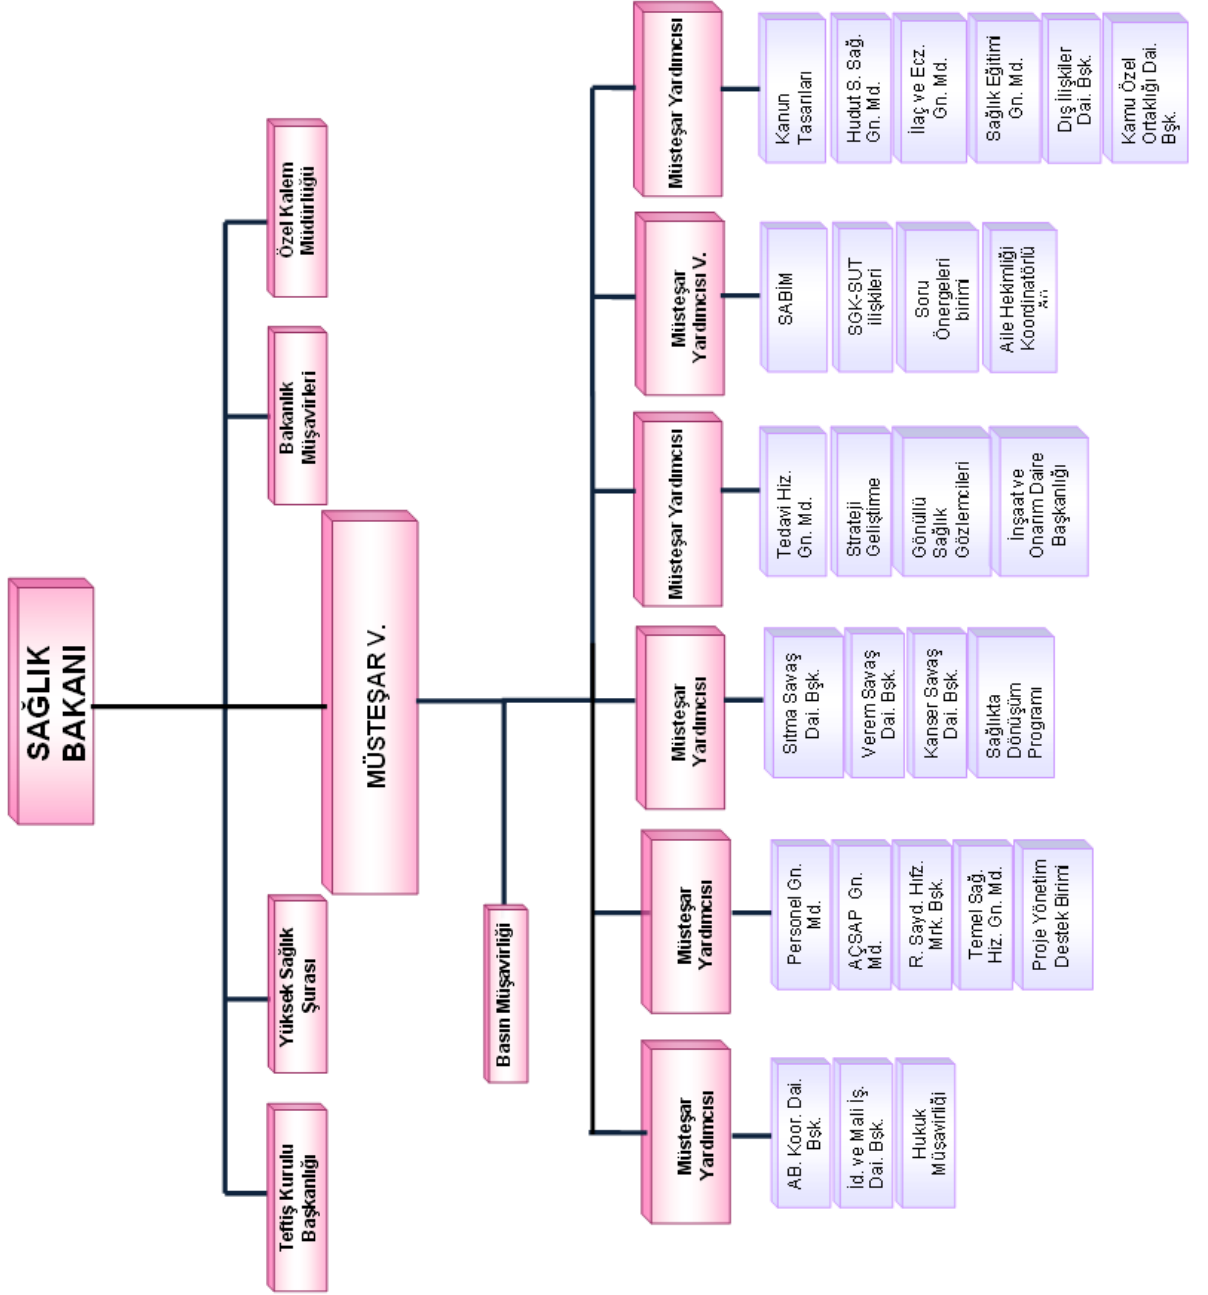 SAĞLIK
BAKANI
Teftiş Kurulu
Başkanlığı
Yüksek Sağlık
Şurası
Bakanlık
Müşavirleri
Özel Kalem
Müdürlüğü
MÜSTEŞAR V.
Basın Müşavirliği
Müsteşar
Yardımcısı
AB. Koor. Dai.
Bşk.
İd. ve Mali İş.
Dai. Bşk.
Hukuk
Müşavirliği
Müsteşar
Yardımcısı
Personel Gn.
Md.
AÇSAP Gn.
Md.
R. Sayd. Hıfz.
Mrk. Bşk.
Temel Sağ.
Hiz. Gn. Md.
Proje Yönetim
Destek Birimi
Müsteşar
Yardımcısı
Sıtma Savaş
Dai. Bşk.
Verem Savaş
Dai. Bşk.
Kanser Savaş
Dai. Bşk.
Sağlıkta
Dönüşüm
Programı
Müsteşar Yardımcısı
Tedavi Hiz.
Gn. Md.
Strateji
Geliştirme
Gönüllü
Sağlık
Gözlemcileri
İnşaat ve
Onarım Daire
Başkanlığı
Müsteşar
Yardımcısı V.
SABİM
SGK-SUT
ilişkileri
Soru
Önergeleri
birimi
Aile Hekimliği
Koordinatörlü
Müsteşar Yardımcısı
Kanun
Tasarıları
Hudut S. Sağ.
Gn. Md.
İlaç ve Ecz.
Gn. Md.
Sağlık Eğitimi
Gn. Md.
Dış İlişkiler
Dai. Bşk.
Kamu Özel
Ortaklığı Dai.
Bşk.